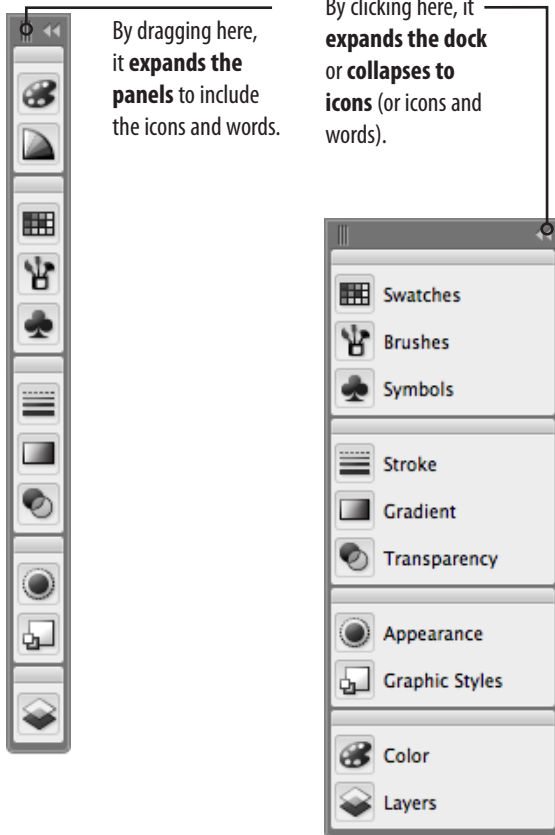 By dragging here,
it expands the
panels to include
the icons and words.
By clicking here, it
expands the dock
or collapses to
icons (or icons and
words).
Swatches
Brushes
Symbols
Stroke
Gradient
Transparency
Appearance
Graphic Styles
Color
Layers